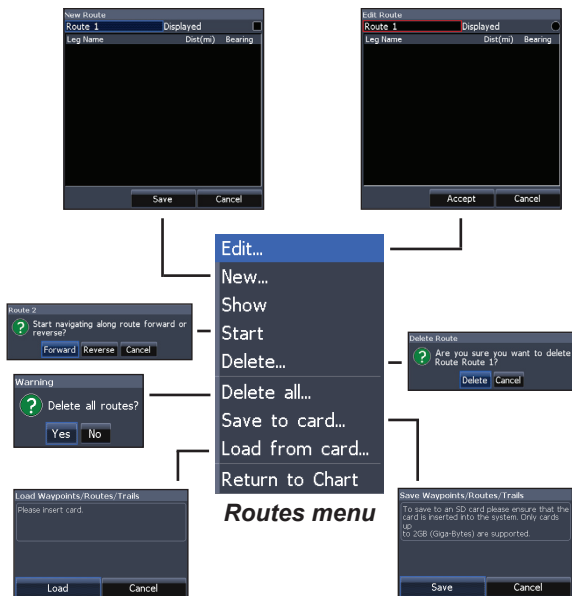 New Route
Route 1 Displayed
Leg Name Dist(mi) Bearing
Save Cancel
Edit Route
Route 1 Displayed
Leg Name Dist(mi) Bearing
Accept Cancel
Edit...
New...
Show
Start
Delete...
Delete all...
Save to card...
Load from card...
Return to Chart
Routes menu
Route 2
Start navigating along route forward or
reverse?
Forward Reverse Cancel
Delete Route
Are you sure you want to delete
Route Route 1?
Delete Cancel
Warning
Delete all routes?
Yes No
Load Waypoints/Routes/Trails
Please insert card.
Load Cancel
Save Waypoints/Routes/Trails
To save to an SD card please ensure that the
card is inserted into the system. Only cards
up
to 2GB (Giga-Bytes) are supported.
Save Cancel